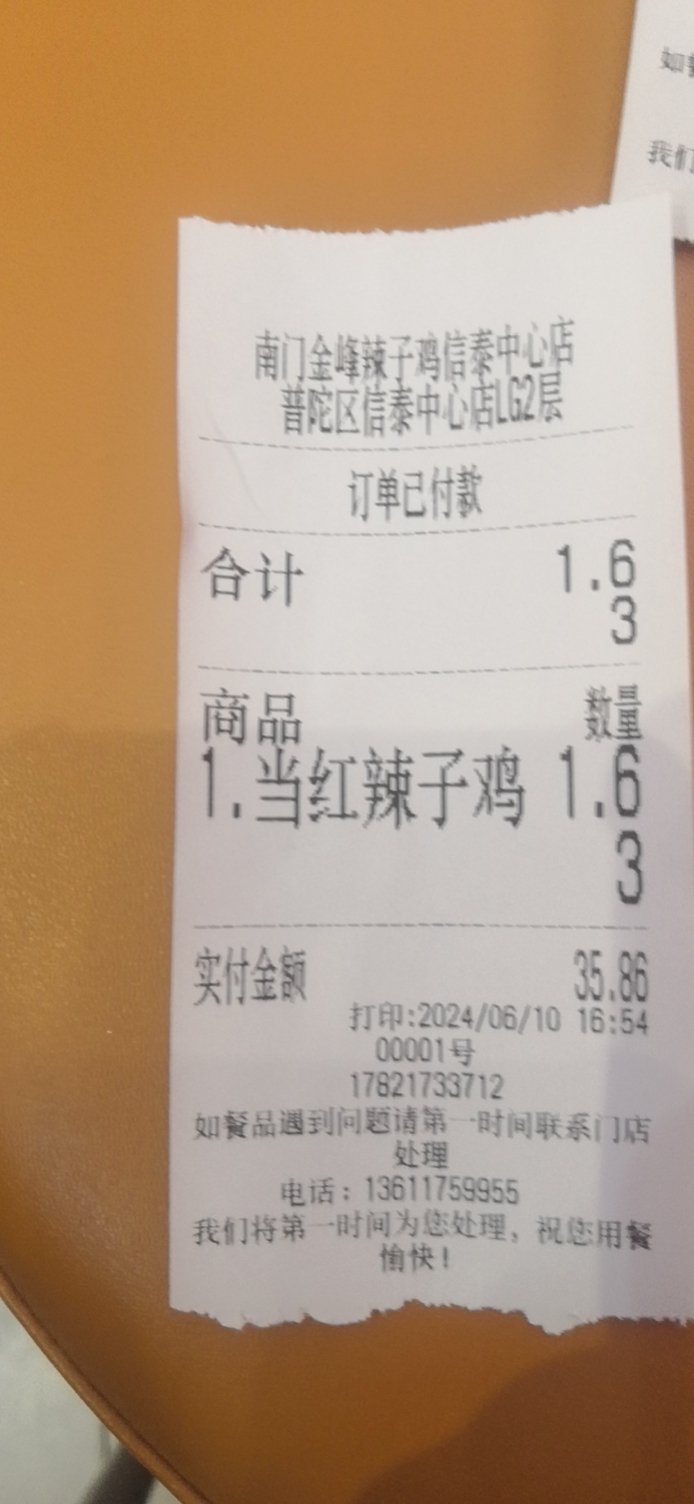 如餐
我们
南门金峰辣子鸡信泰中心店
普陀区信泰中心店LG2层
订单已付款
合计 1.6
3
商品 数量
1.当红辣子鸡 1.6
3
实付金额 35.86
打印:2024/06/10 16:54
00001号
17821733712
如餐品遇到问题请第一时间联系门店
处理
电话：13611759955
我们将第一时间为您处理，祝您用餐
愉快！